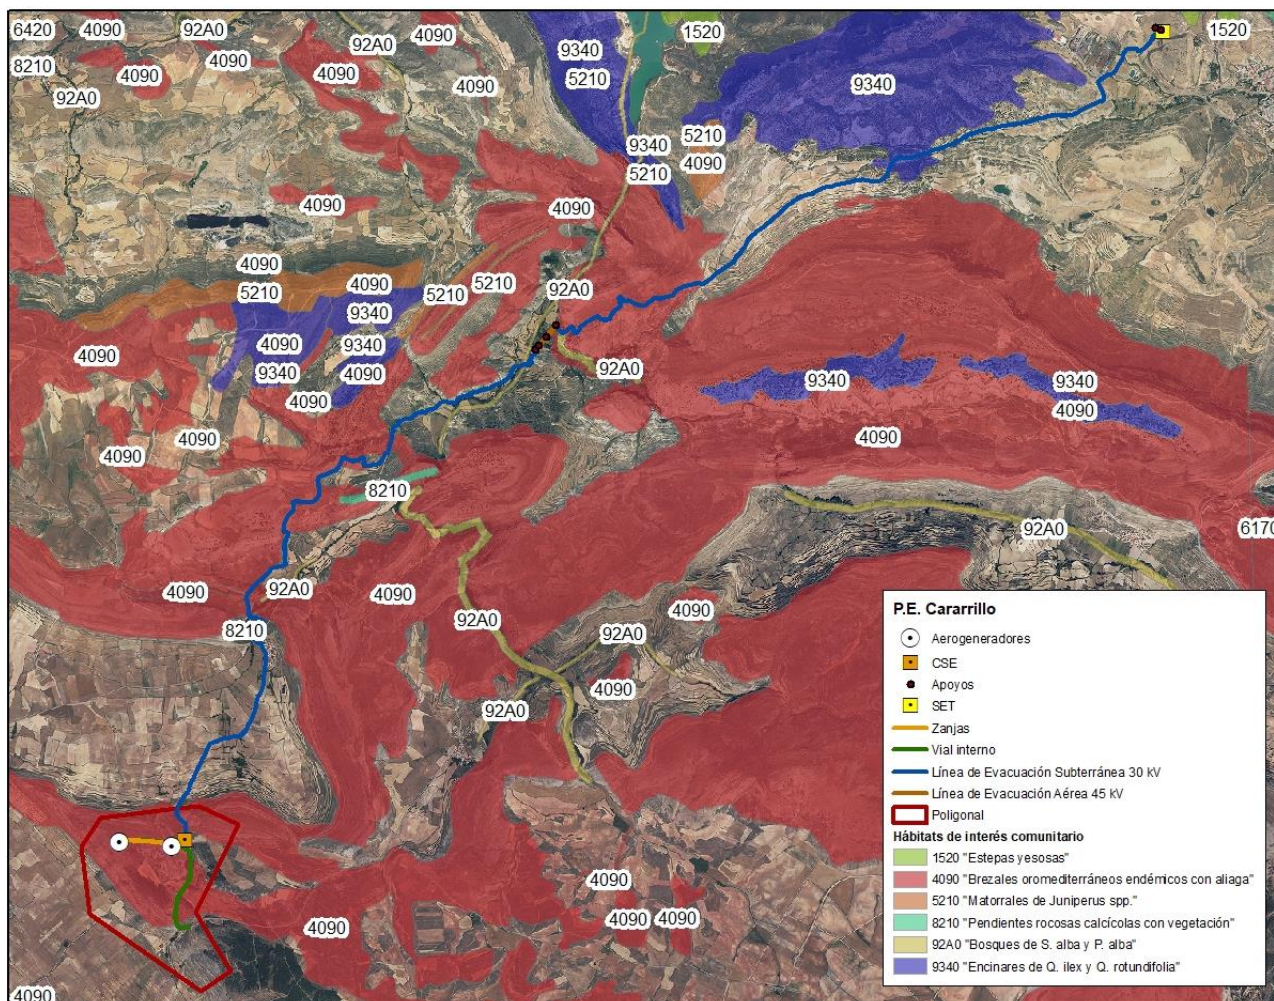 6420
4090
92A0
4090
1520
1520
8210
4090
92A0
4090
4090
9340
5210
9340
92A0
4090
5210
4090
9340
5210
4090
4090
4090
5210
4090
5210
5210
92A0
9340
4090
9340
9340
4090
4090
4090
92A0
9340
9340
4090
4090
4090
4090
8210
92A0
6170
4090
92A0
4090
8210
4090
92A0
92A0
4090
92A0
4090
4090
4090
4090
4090
P.E. Cararrillo
Aerogeneradores
CSE
Apoyos
SET
Zanjas
Vial interno
Línea de Evacuación Subterránea 30 kV
Línea de Evacuación Aérea 45 kV
Poligonal
Hábitats de interés comunitario
1520 "Estepas yesosas"
4090 "Brezales oromediterráneos endémicos con aliaga"
5210 "Matorrales de Juniperus spp."
8210 "Pendientes rocosas calcícolas con vegetación"
92A0 "Bosques de S. alba y P. alba"
9340 "Encinares de Q. ilex y Q. rotundifolia"